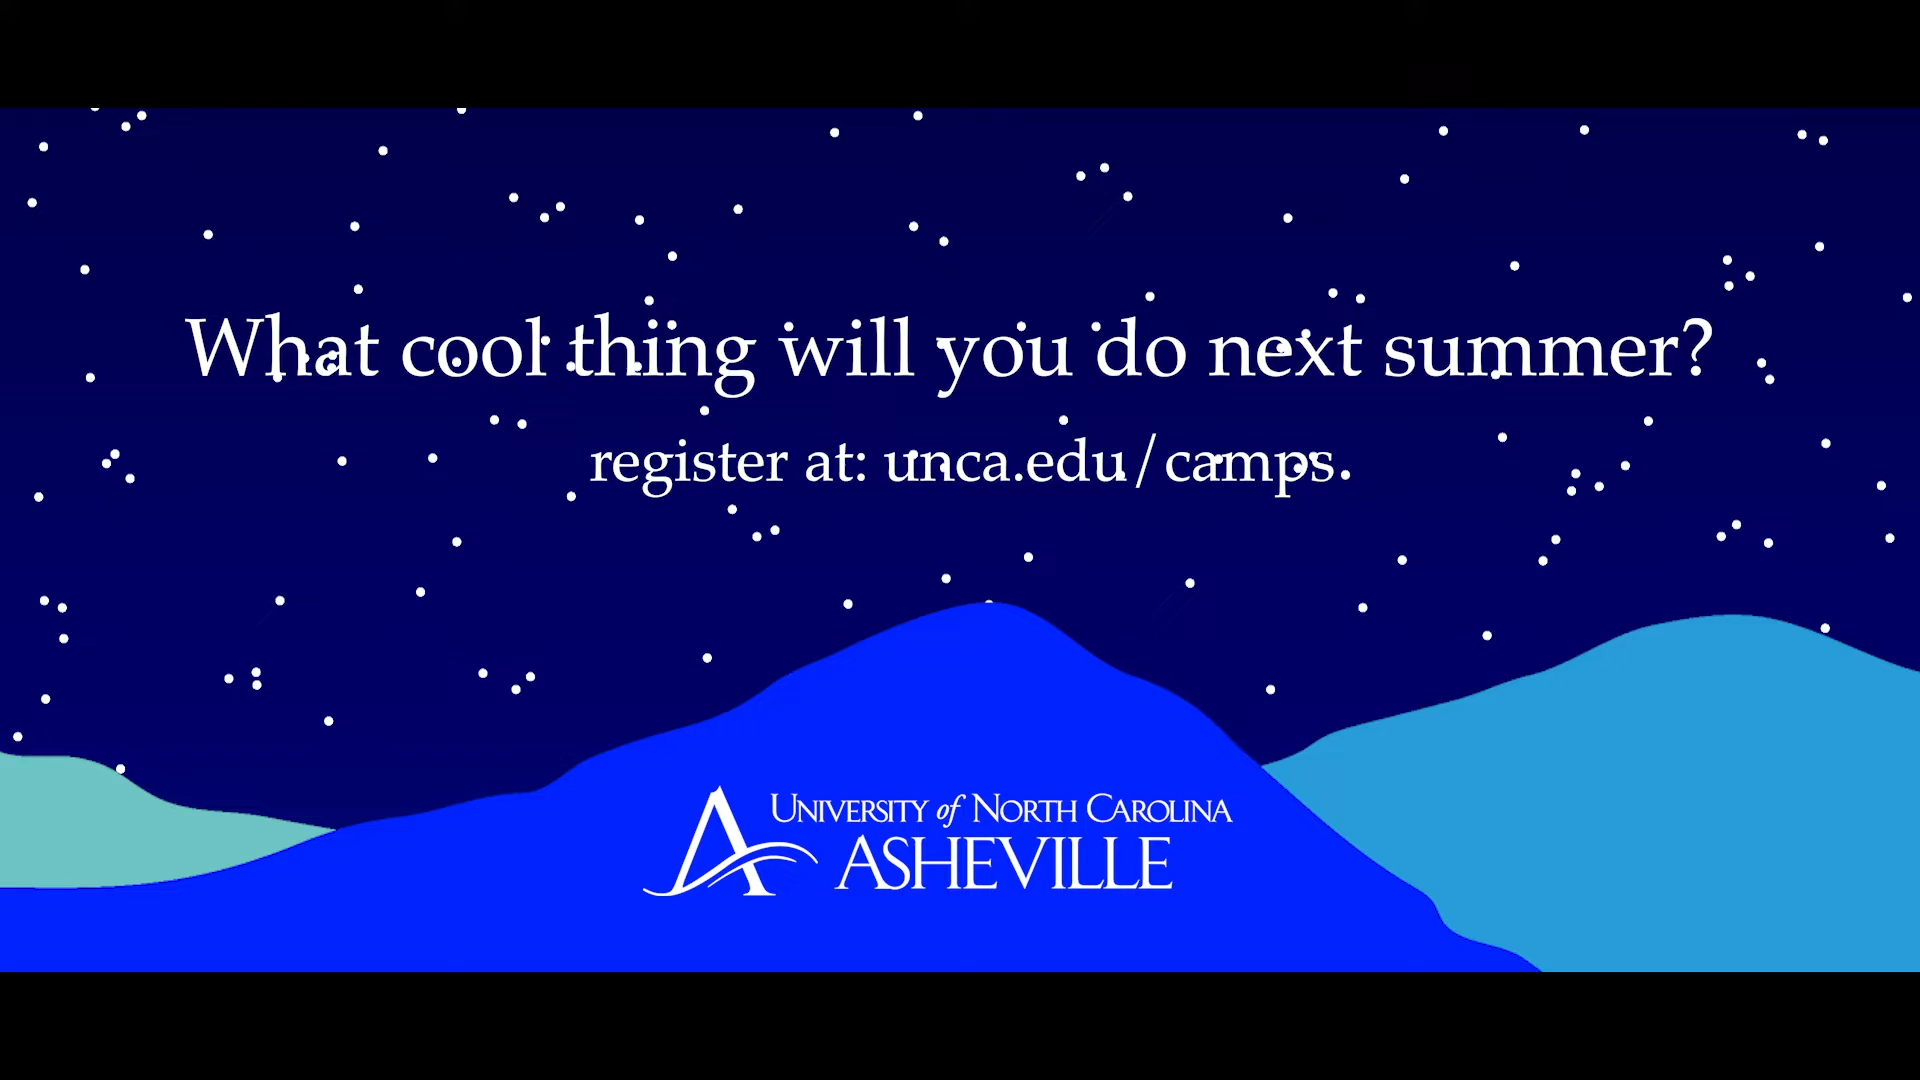 What cool thing will you do next summer?
register at: unca.edu/camps.
UNIVERSITY of NORTH CAROLINA
ASHEVILLE